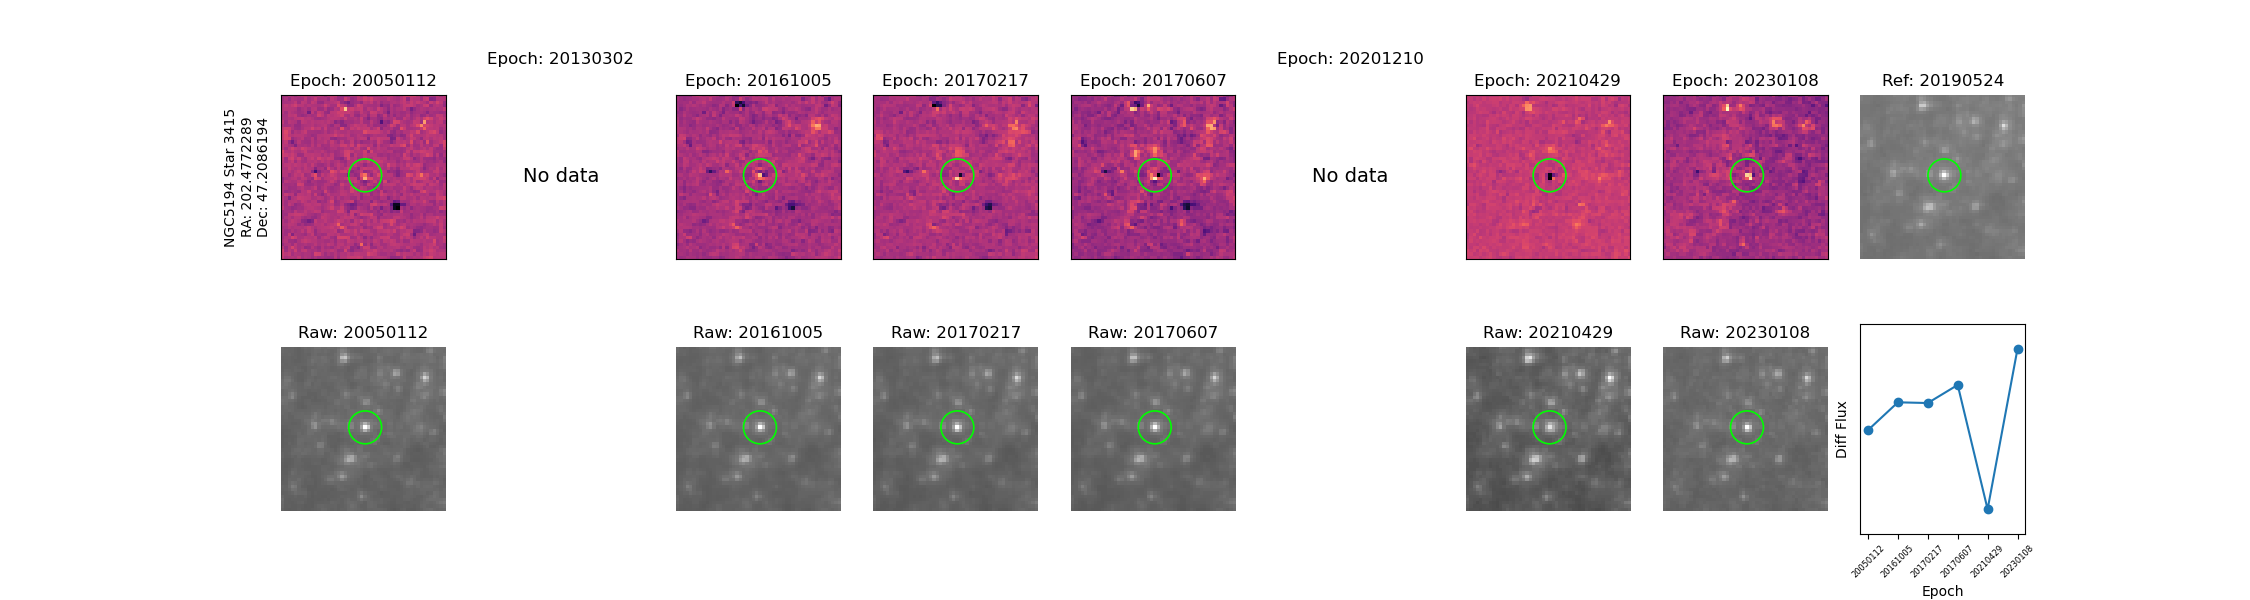 Epoch: 20130302
Epoch: 20201210
Epoch: 20050112
Epoch: 20161005
Epoch: 20170217
Epoch: 20170607
Epoch: 20210429
Epoch: 20230108
Ref: 20190524
NGC5194 Star 3415
RA: 202.4772289
Dec: 47.2086194
No data
No data
Raw: 20050112
Raw: 20161005
Raw: 20170217
Raw: 20170607
Raw: 20210429
Raw: 20230108
Diff Flux
20050112
20161005
20170217
20170607
20210429
20230108
Epoch